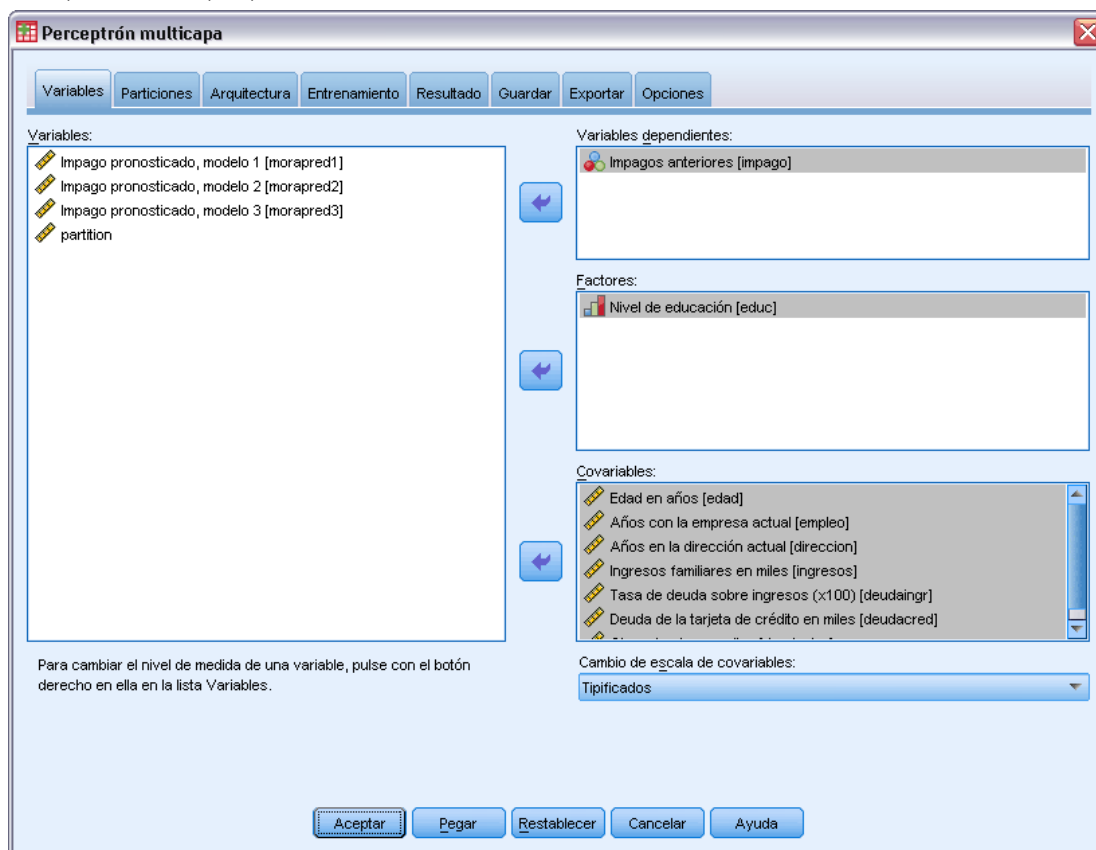 Perceptrón multicapa
Variables
Particiones
Arquitectura
Entrenamiento
Resultado
Guardar
Exportar
Opciones
Variables:
Impago pronosticado, modelo 1 [morapred1]
Impago pronosticado, modelo 2 [morapred2]
Impago pronosticado, modelo 3 [morapred3]
partition
Para cambiar el nivel de medida de una variable, pulse con el botón
derecho en ella en la lista Variables.
Variables dependientes:
Impagos anteriores [impago]
Factores:
Nivel de educación [educ]
Covariables:
Edad en años [edad]
Años con la empresa actual [empleo]
Años en la dirección actual [direccion]
Ingresos familiares en miles [ingresos]
Tasa de deuda sobre ingresos (x100) [deudaingr]
Deuda de la tarjeta de crédito en miles [deudacred]
Cambio de escala de covariables:
Tipificados
Aceptar
Pegar
Restablecer
Cancelar
Ayuda